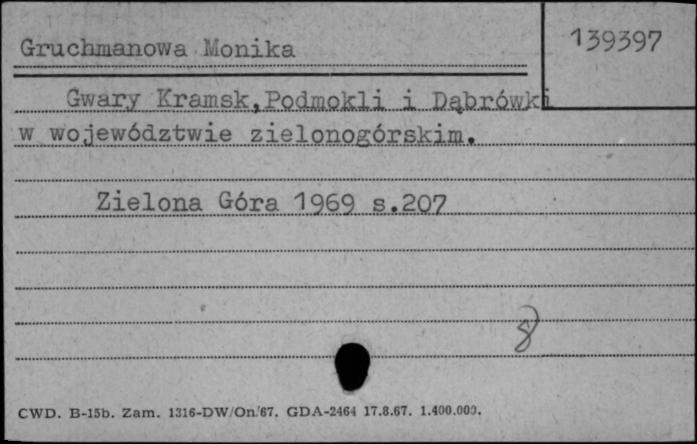 Gruchmanowa Monika
139397
Gwary Kramsk,Podmokli i Dąbrówki
w województwie zielonogórskim.
Zielona Góra 1969 s.207
8
CWD. B-15b. Zam. 1316-DW/On/67. GDA-2464 17.8.67. 1.400.000.